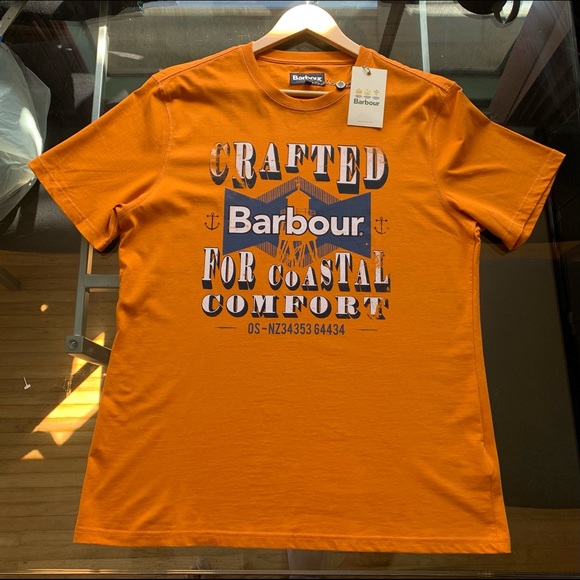 Barbour
Barbour
CRAFTED
Barbour
FOR COASTAL
COMFORT
OS-NZ34353 64434